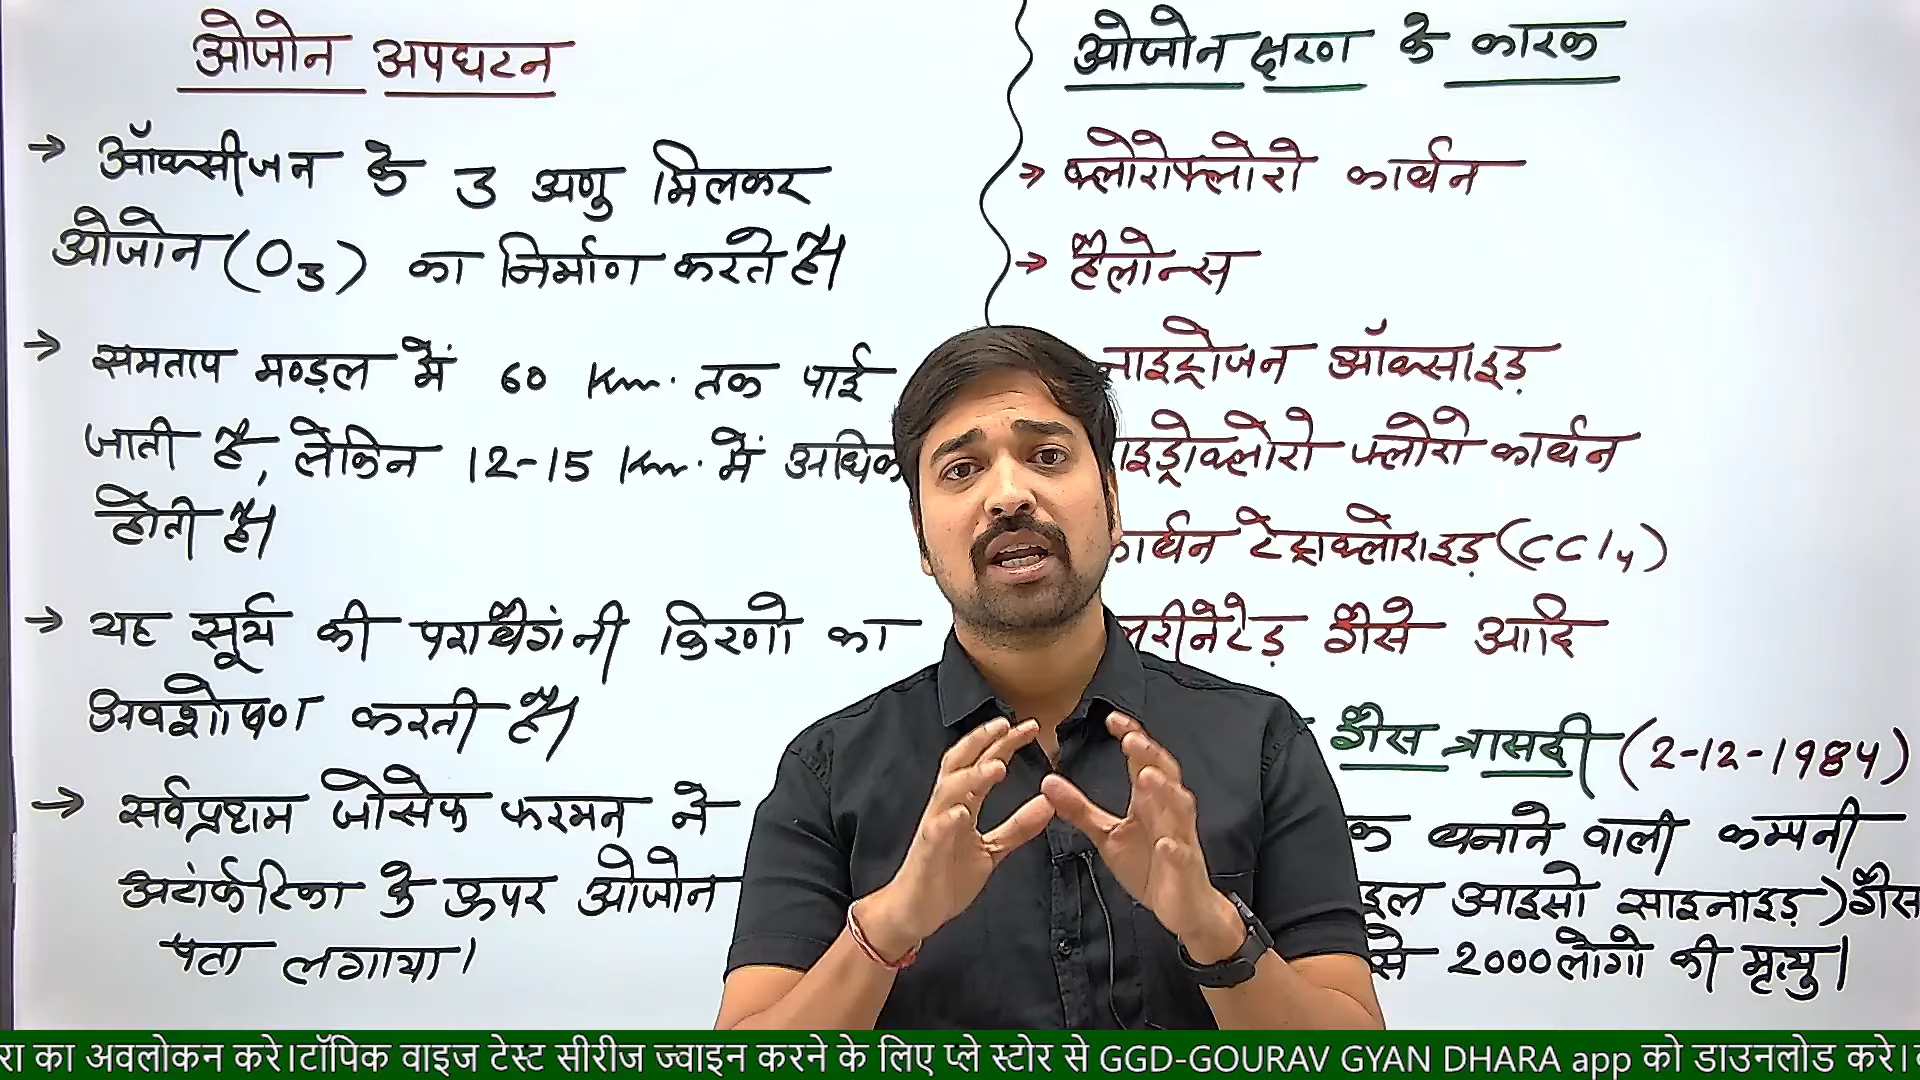 ओजोन अपघटन
→ ऑक्सीजन के 3 अणु मिलकर
ओजोन (O3) का निर्माण करते है।
→ समताप मण्डल में 60 Km. तक पाई
जाती है, लेकिन 12-15 Km. में अधिक
होती है।
→ यह सूर्य की पराबैगंनी किरणो का
अवशोषण करती है।
→ सर्वप्रथम जोसेफ फरमन ने
अटांर्कटिका के ऊपर ओजोन
पता लगाया।
ओजोन क्षरण के कारक
→ क्लोरोफ्लोरो कार्बन
→ हैलोन्स
नाइट्रोजन ऑक्साइड़
ाइड्रोक्लोरो फ्लोरो कार्बन
कार्बन टेट्राक्लोराइड़ (CCl4)
लरीनेटेड़ गैसे आदि
गैस त्रासदी (2-12-1984)
क बनाने वाली कम्पनी
इल आइसो साइनाइड़) गैस
से 2000 लोगो की मृत्यु।
रा का अवलोकन करे।टॉपिक वाइज टेस्ट सीरीज ज्वाइन करने के लिए प्ले स्टोर से GGD-GOURAV GYAN DHARA app को डाउनलोड करे।